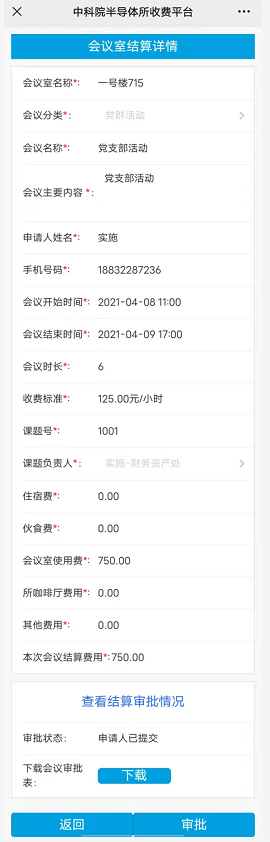 中科院半导体所收费平台
会议室结算详情
会议室名称*: 一号楼715
会议分类*: 党群活动
会议名称*: 党支部活动
党支部活动
会议主要内容 *:
申请人姓名*: 实施
手机号码*: 18832287236
会议开始时间*: 2021-04-08 11:00
会议结束时间*: 2021-04-09 17:00
会议时长*: 6
收费标准*: 125.00元/小时
课题号*: 1001
课题负责人*: 实施-财务资产处
住宿费*: 0.00
伙食费*: 0.00
会议室使用费*: 750.00
所咖啡厅费用*: 0.00
其他费用*: 0.00
本次会议结算费用*: 750.00
查看结算审批情况
审批状态: 申请人已提交
下载会议审批
表: 下载
返回 审批